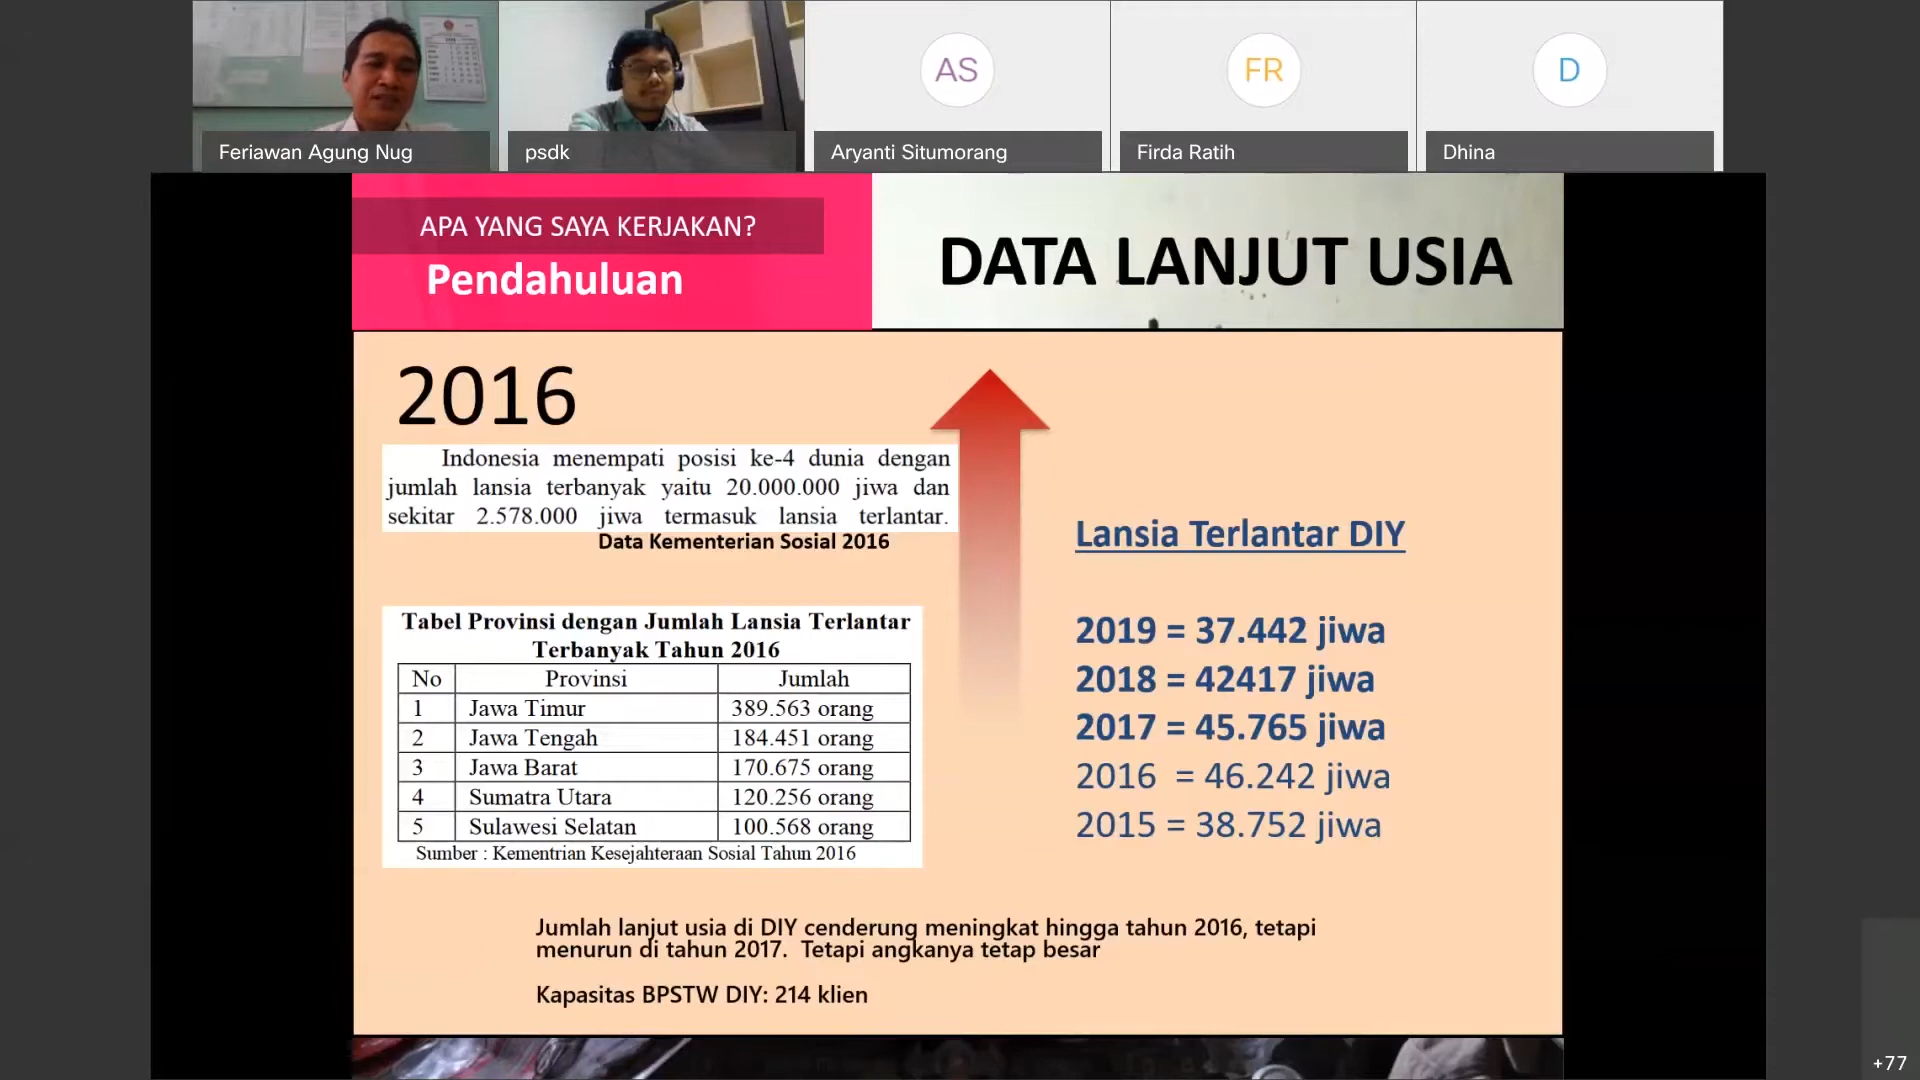 AS
FR
D
Feriawan Agung Nug
psdk
Aryanti Situmorang
Firda Ratih
Dhina
APA YANG SAYA KERJAKAN?
Pendahuluan
DATA LANJUT USIA
2016
Indonesia menempati posisi ke-4 dunia dengan
jumlah lansia terbanyak yaitu 20.000.000 jiwa dan
sekitar 2.578.000 jiwa termasuk lansia terlantar.
Data Kementerian Sosial 2016
Tabel Provinsi dengan Jumlah Lansia Terlantar
Terbanyak Tahun 2016
No Provinsi Jumlah
1 Jawa Timur 389.563 orang
2 Jawa Tengah 184.451 orang
3 Jawa Barat 170.675 orang
4 Sumatra Utara 120.256 orang
5 Sulawesi Selatan 100.568 orang
Sumber : Kementrian Kesejahteraan Sosial Tahun 2016
Lansia Terlantar DIY
2019 = 37.442 jiwa
2018 = 42417 jiwa
2017 = 45.765 jiwa
2016 = 46.242 jiwa
2015 = 38.752 jiwa
Jumlah lanjut usia di DIY cenderung meningkat hingga tahun 2016, tetapi
menurun di tahun 2017. Tetapi angkanya tetap besar
Kapasitas BPSTW DIY: 214 klien
+77